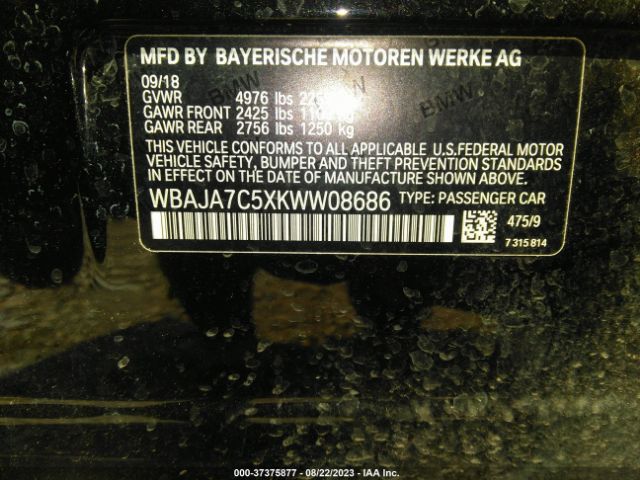 MFD BY BAYERISCHE MOTOREN WERKE AG
09/18
GVWR 4976 lbs
GAWR FRONT 2425 lbs kg
GAWR REAR 2756 lbs 1250 kg
THIS VEHICLE CONFORMS TO ALL APPLICABLE U.S.FEDERAL MOTOR
VEHICLE SAFETY, BUMPER AND THEFT PREVENTION STANDARDS
IN EFFECT ON THE DATE OF MANUFACTURE SHOWN ABOVE.
WBAJA7C5XKWW08686 TYPE: PASSENGER CAR
475/9
7 315 814
BMW
BMW
000-37375877 - 08/22/2023 - IAA Inc.